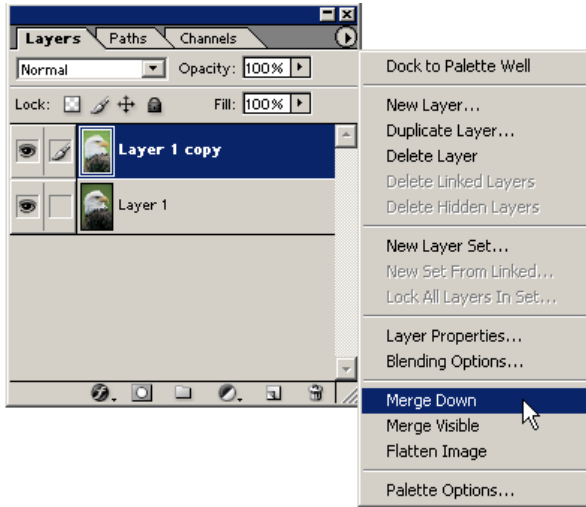 Layers Paths Channels
Normal Opacity: 100%
Lock: Fill: 100%
Layer 1 copy
Layer 1
Dock to Palette Well
New Layer...
Duplicate Layer...
Delete Layer
Delete Linked Layers
Delete Hidden Layers
New Layer Set...
New Set From Linked...
Lock All Layers In Set...
Layer Properties...
Blending Options...
Merge Down
Merge Visible
Flatten Image
Palette Options...